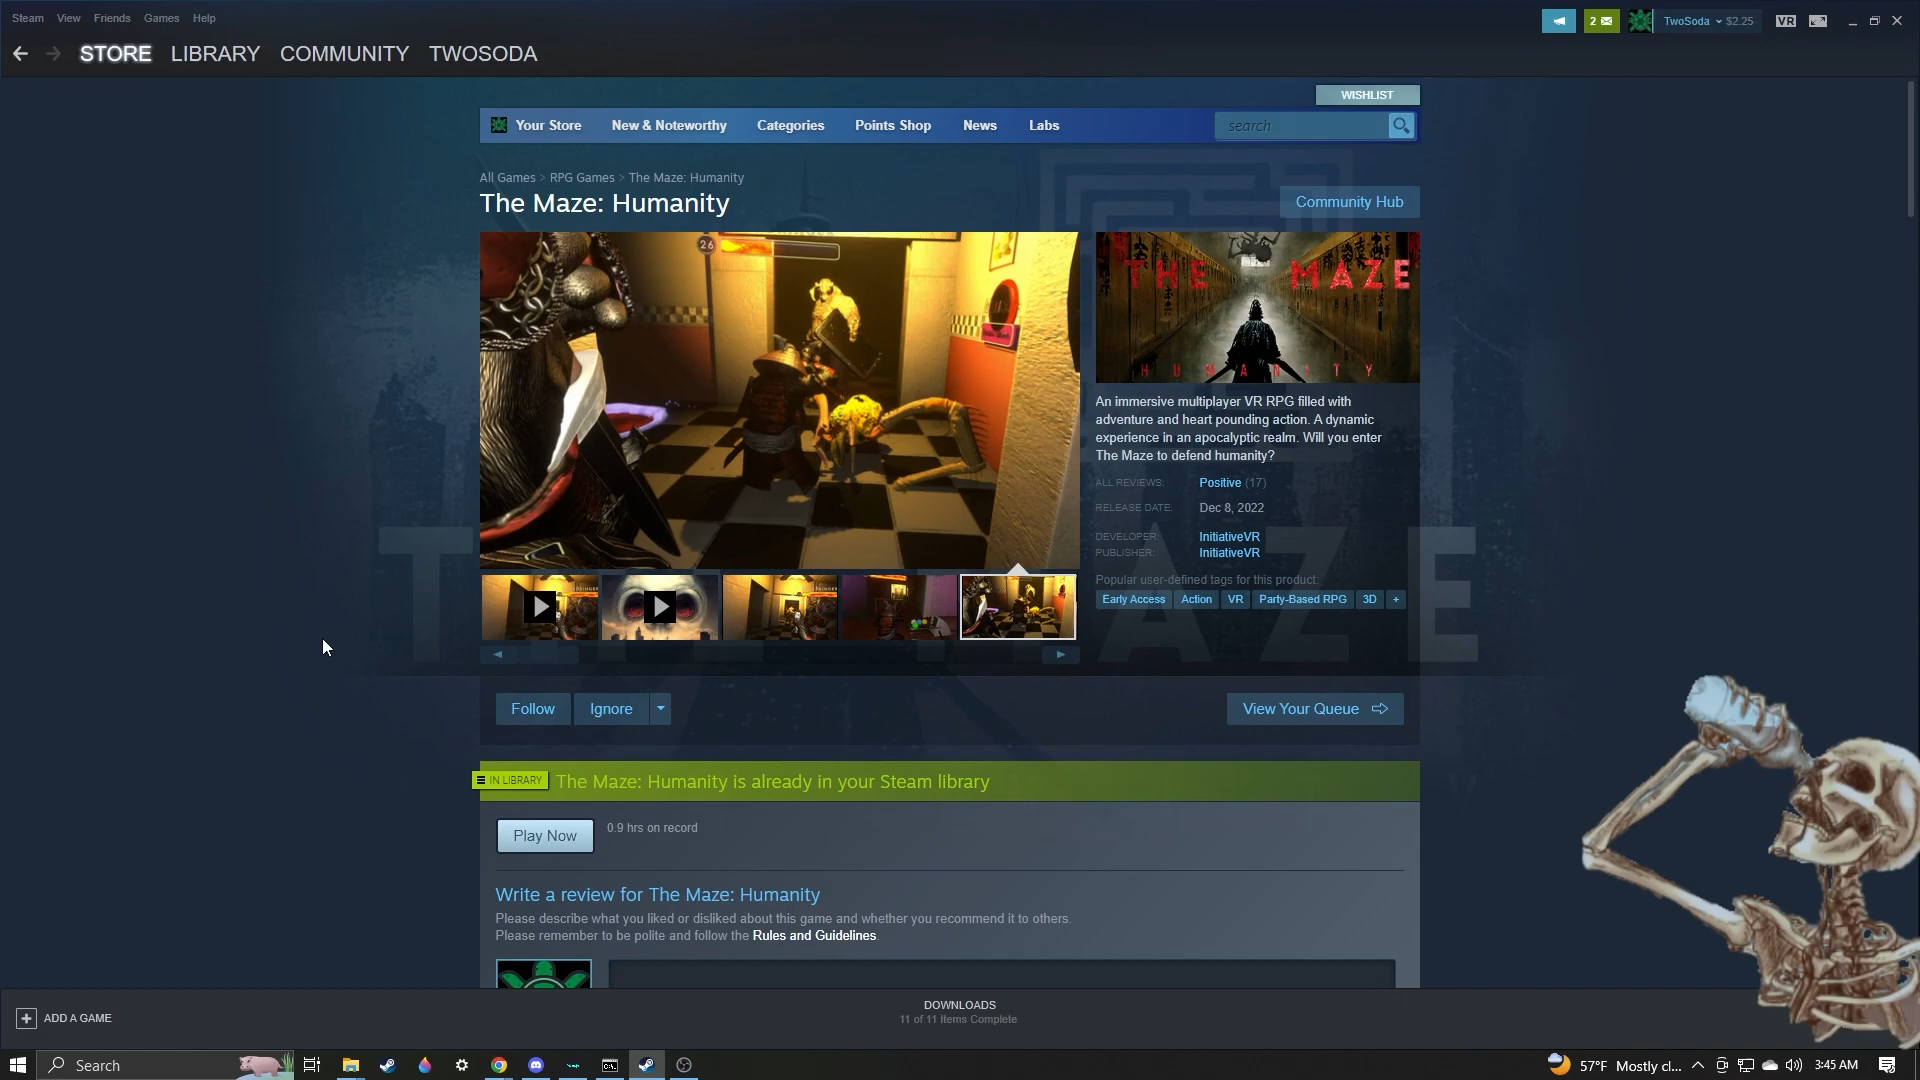 Steam View Friends Games Help
2
TwoSoda
$2.25
VR
STORE LIBRARY COMMUNITY TWOSODA
WISHLIST
Your Store New & Noteworthy Categories Points Shop News Labs
search
All Games > RPG Games > The Maze: Humanity
The Maze: Humanity
Community Hub
26
THE MAZE
HUMANITY
An immersive multiplayer VR RPG filled with
adventure and heart pounding action. A dynamic
experience in an apocalyptic realm. Will you enter
The Maze to defend humanity?
ALL REVIEWS: Positive (17)
RELEASE DATE: Dec 8, 2022
DEVELOPER: InitiativeVR
PUBLISHER: InitiativeVR
Popular user-defined tags for this product:
Early Access Action VR Party-Based RPG 3D +
Follow Ignore
View Your Queue
IN LIBRARY The Maze: Humanity is already in your Steam library
Play Now
0.9 hrs on record
Write a review for The Maze: Humanity
Please describe what you liked or disliked about this game and whether you recommend it to others.
Please remember to be polite and follow the Rules and Guidelines.
ADD A GAME
DOWNLOADS
11 of 11 Items Complete
Search
57°F Mostly cl...
3:45 AM